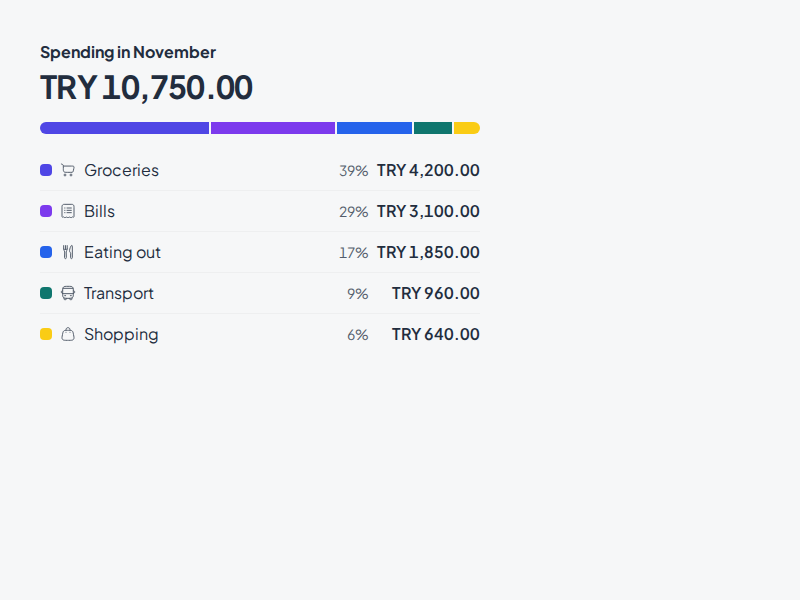 Spending in November
TRY 10,750.00
Groceries 39% TRY 4,200.00
Bills 29% TRY 3,100.00
Eating out 17% TRY 1,850.00
Transport 9% TRY 960.00
Shopping 6% TRY 640.00